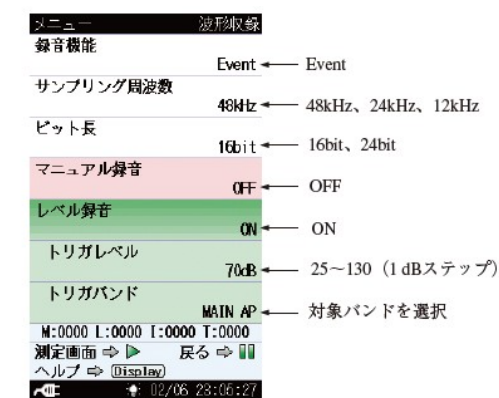 メニュー 波形収録
録音機能
Event ← Event
サンプリング周波数
48kHz ← 48kHz、24kHz、12kHz
ビット長
16bit ← 16bit、24bit
マニュアル録音
OFF ← OFF
レベル録音
ON ← ON
トリガレベル
70dB ← 25~130(1 dBステップ)
トリガバンド
MAIN AP ← 対象バンドを選択
M:0000 L:0000 I:0000 T:0000
測定画面 ⇨ ▷ 戻る ⇨ ▯▯
ヘルプ ⇨ Display
02/06 23:05:27